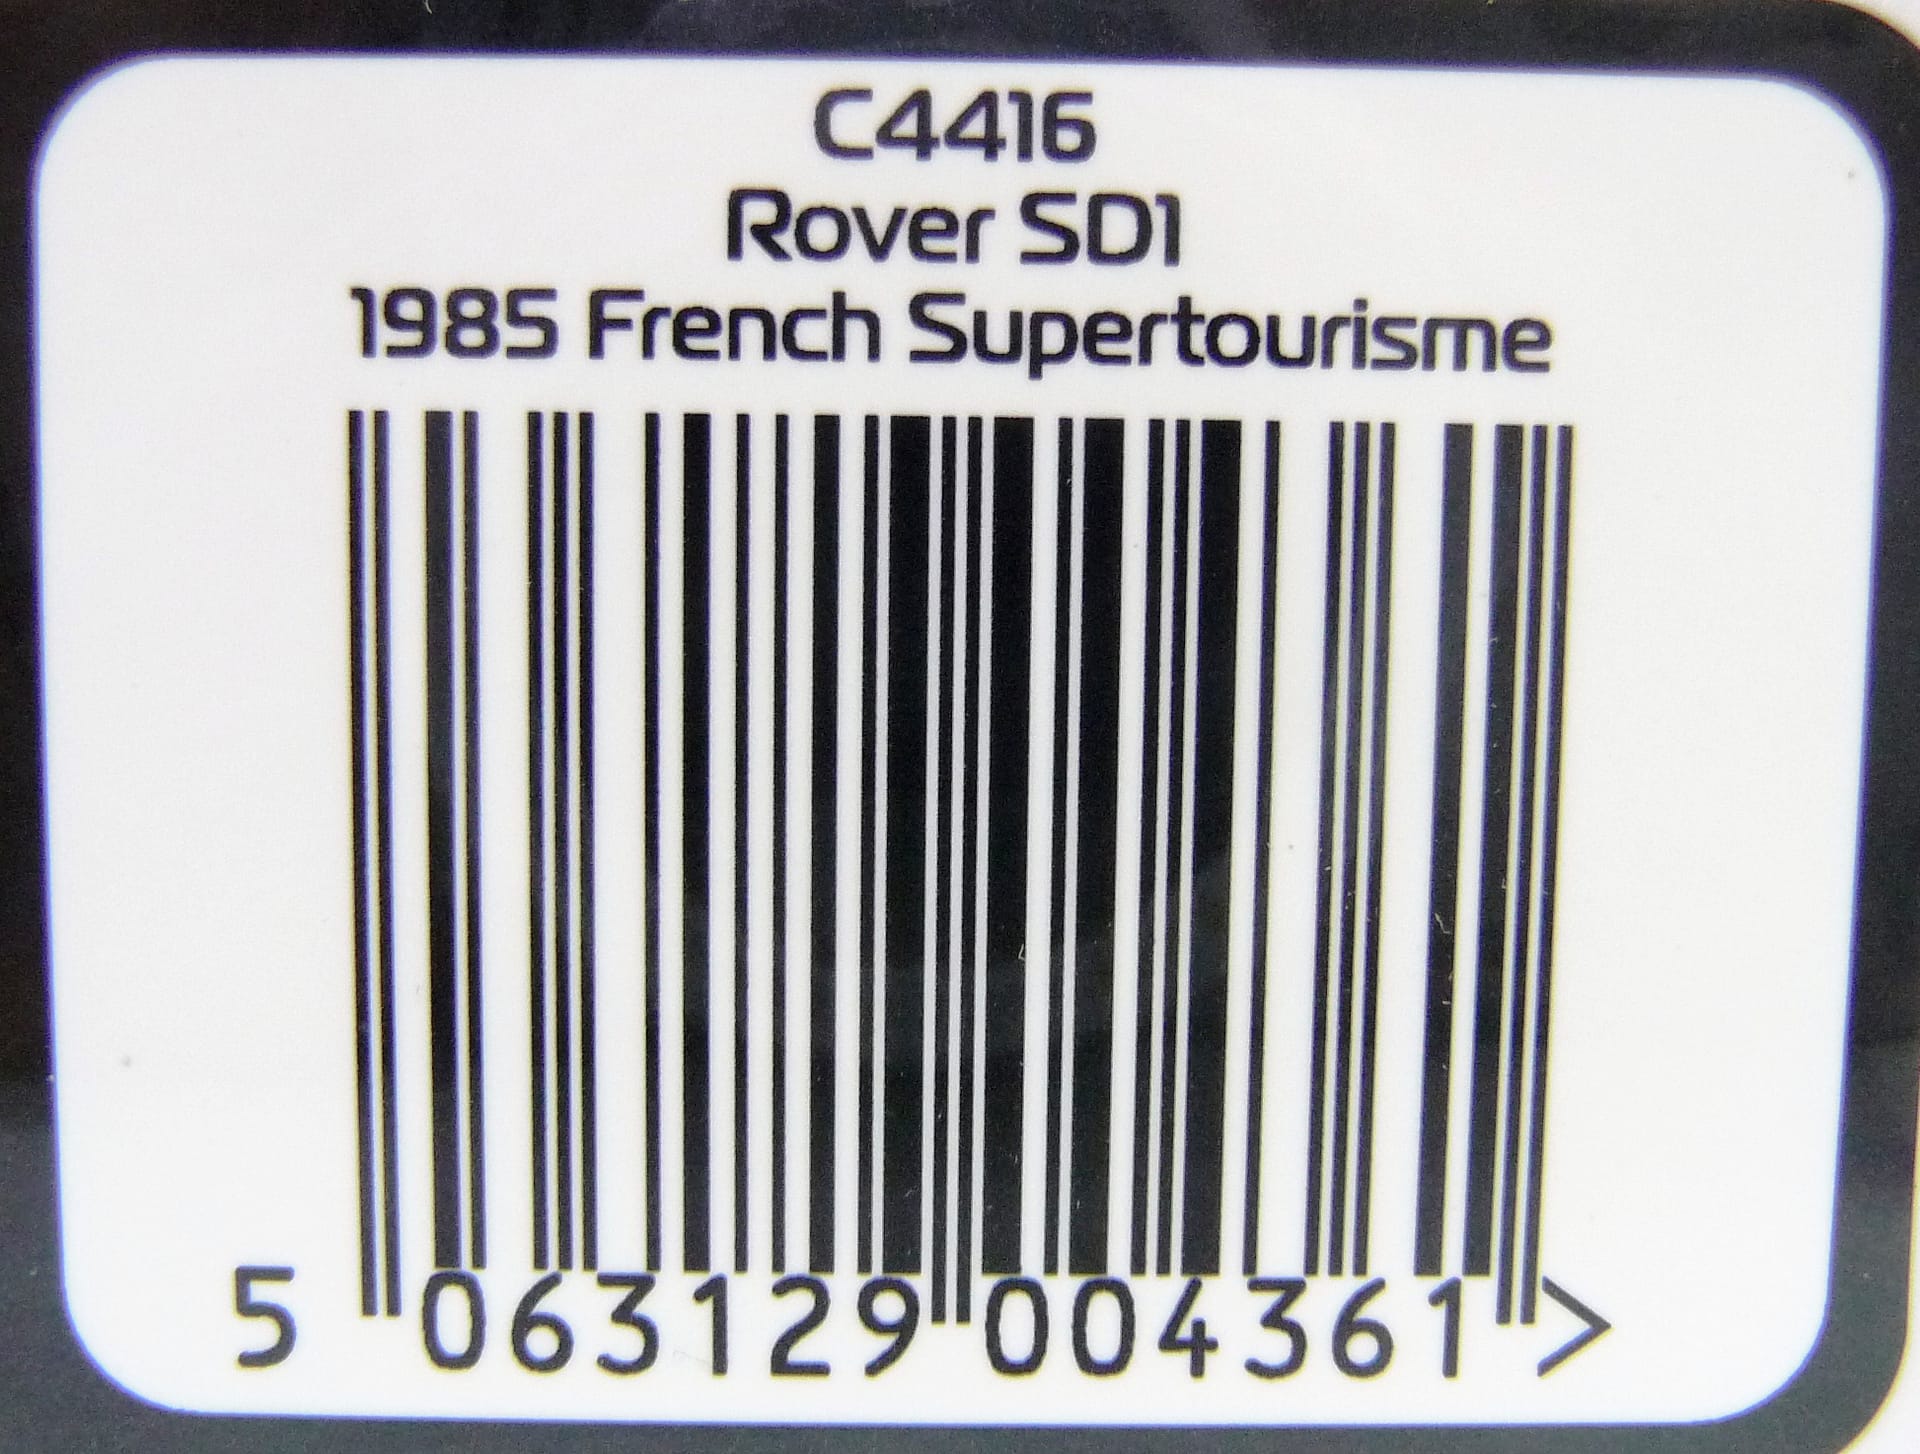 C4416
Rover SD1
1985 French Supertourisme
5 063129 004361 >